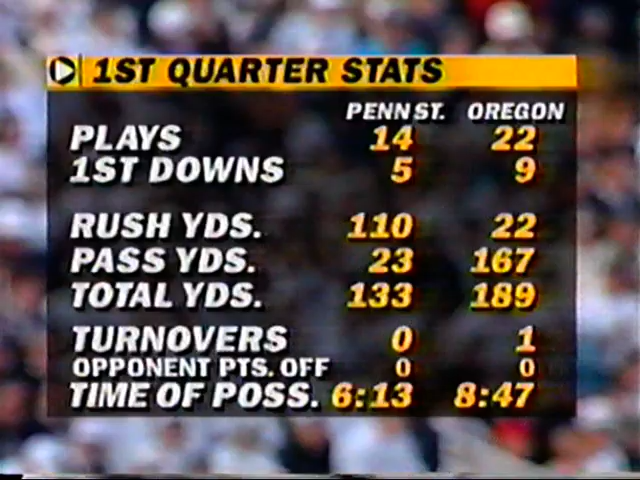 1ST QUARTER STATS
PENN ST. OREGON
PLAYS 14 22
1ST DOWNS 5 9
RUSH YDS. 110 22
PASS YDS. 23 167
TOTAL YDS. 133 189
TURNOVERS 0 1
OPPONENT PTS. OFF 0 0
TIME OF POSS. 6:13 8:47